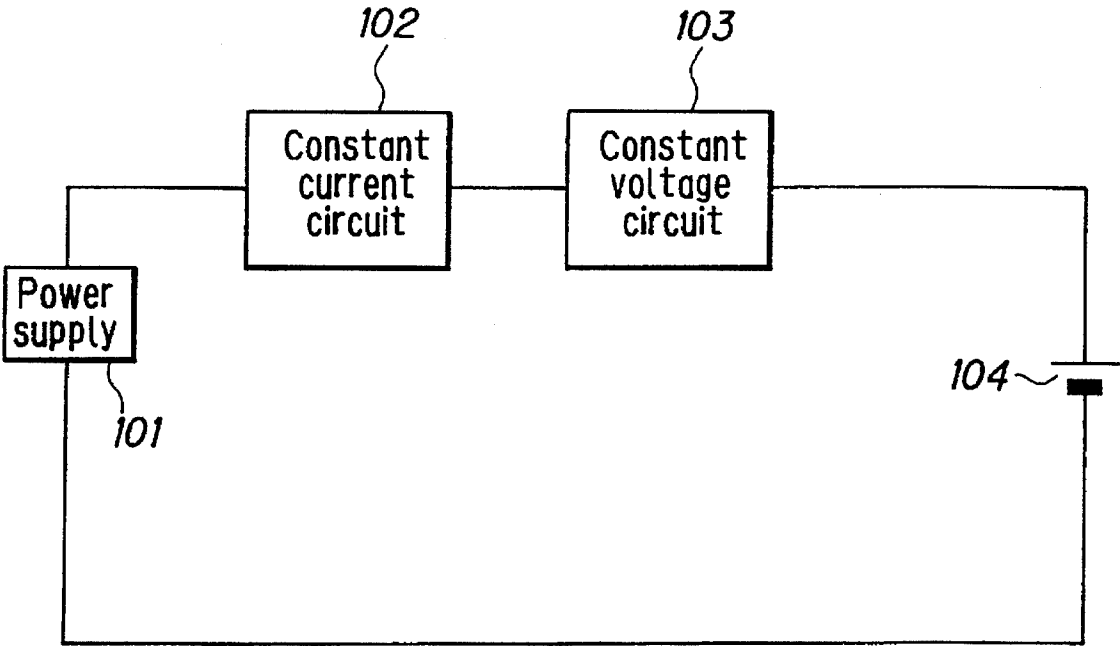 102
103
Constant
current
circuit
Constant
voltage
circuit
Power
supply
104
101